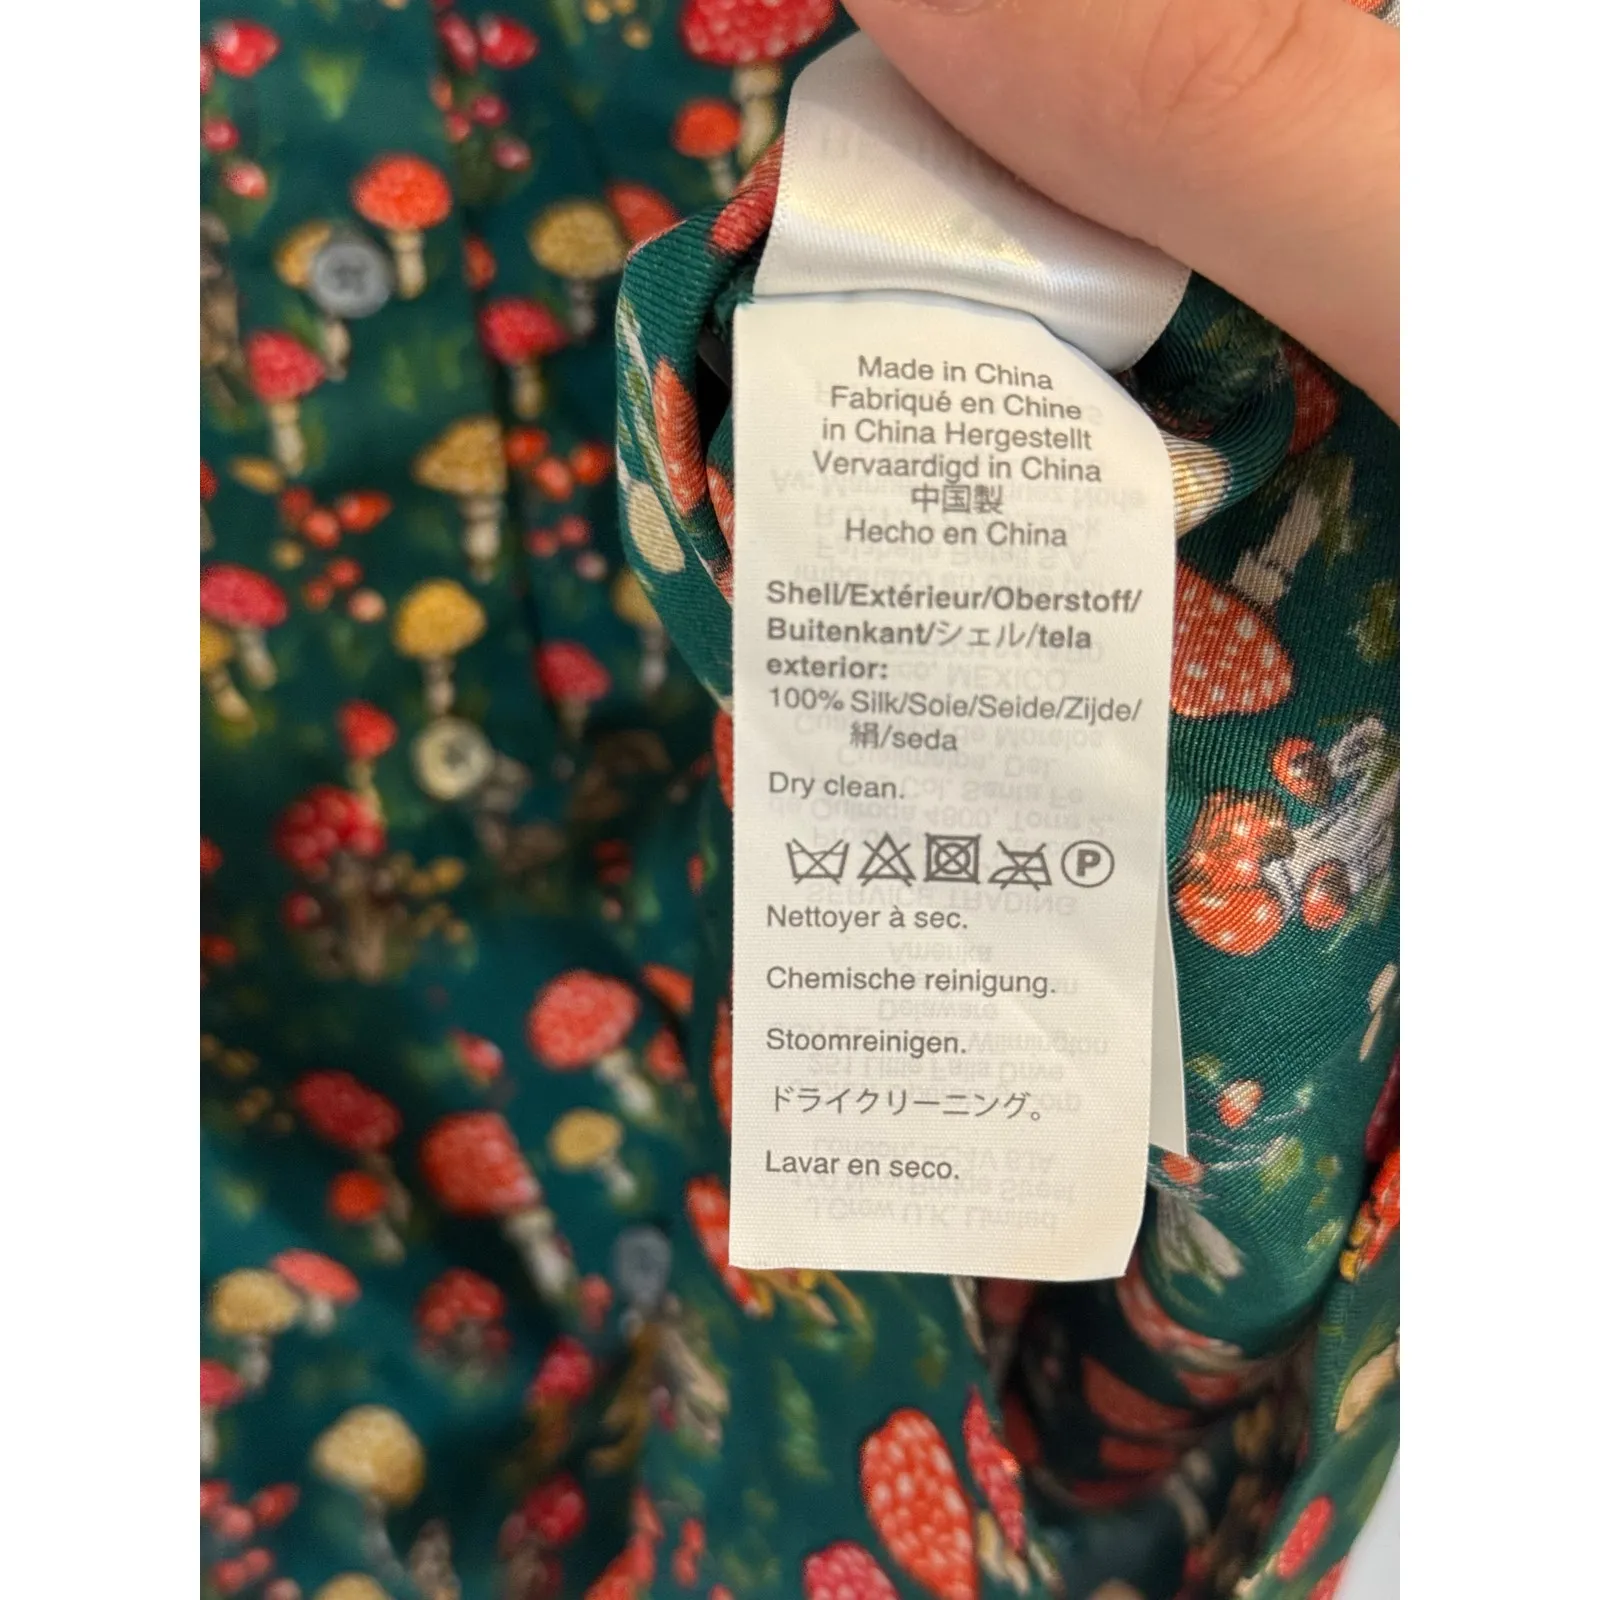 Made in China
Fabriqué en Chine
in China Hergestellt
Vervaardigd in China
中国製
Hecho en China
Shell/Extérieur/Oberstoff/
Buitenkant/シェル/tela
exterior:
100% Silk/Soie/Seide/Zijde/
絹/seda
Dry clean.
P
Nettoyer à sec.
Chemische reinigung.
Stoomreinigen.
ドライクリーニング。
Lavar en seco.